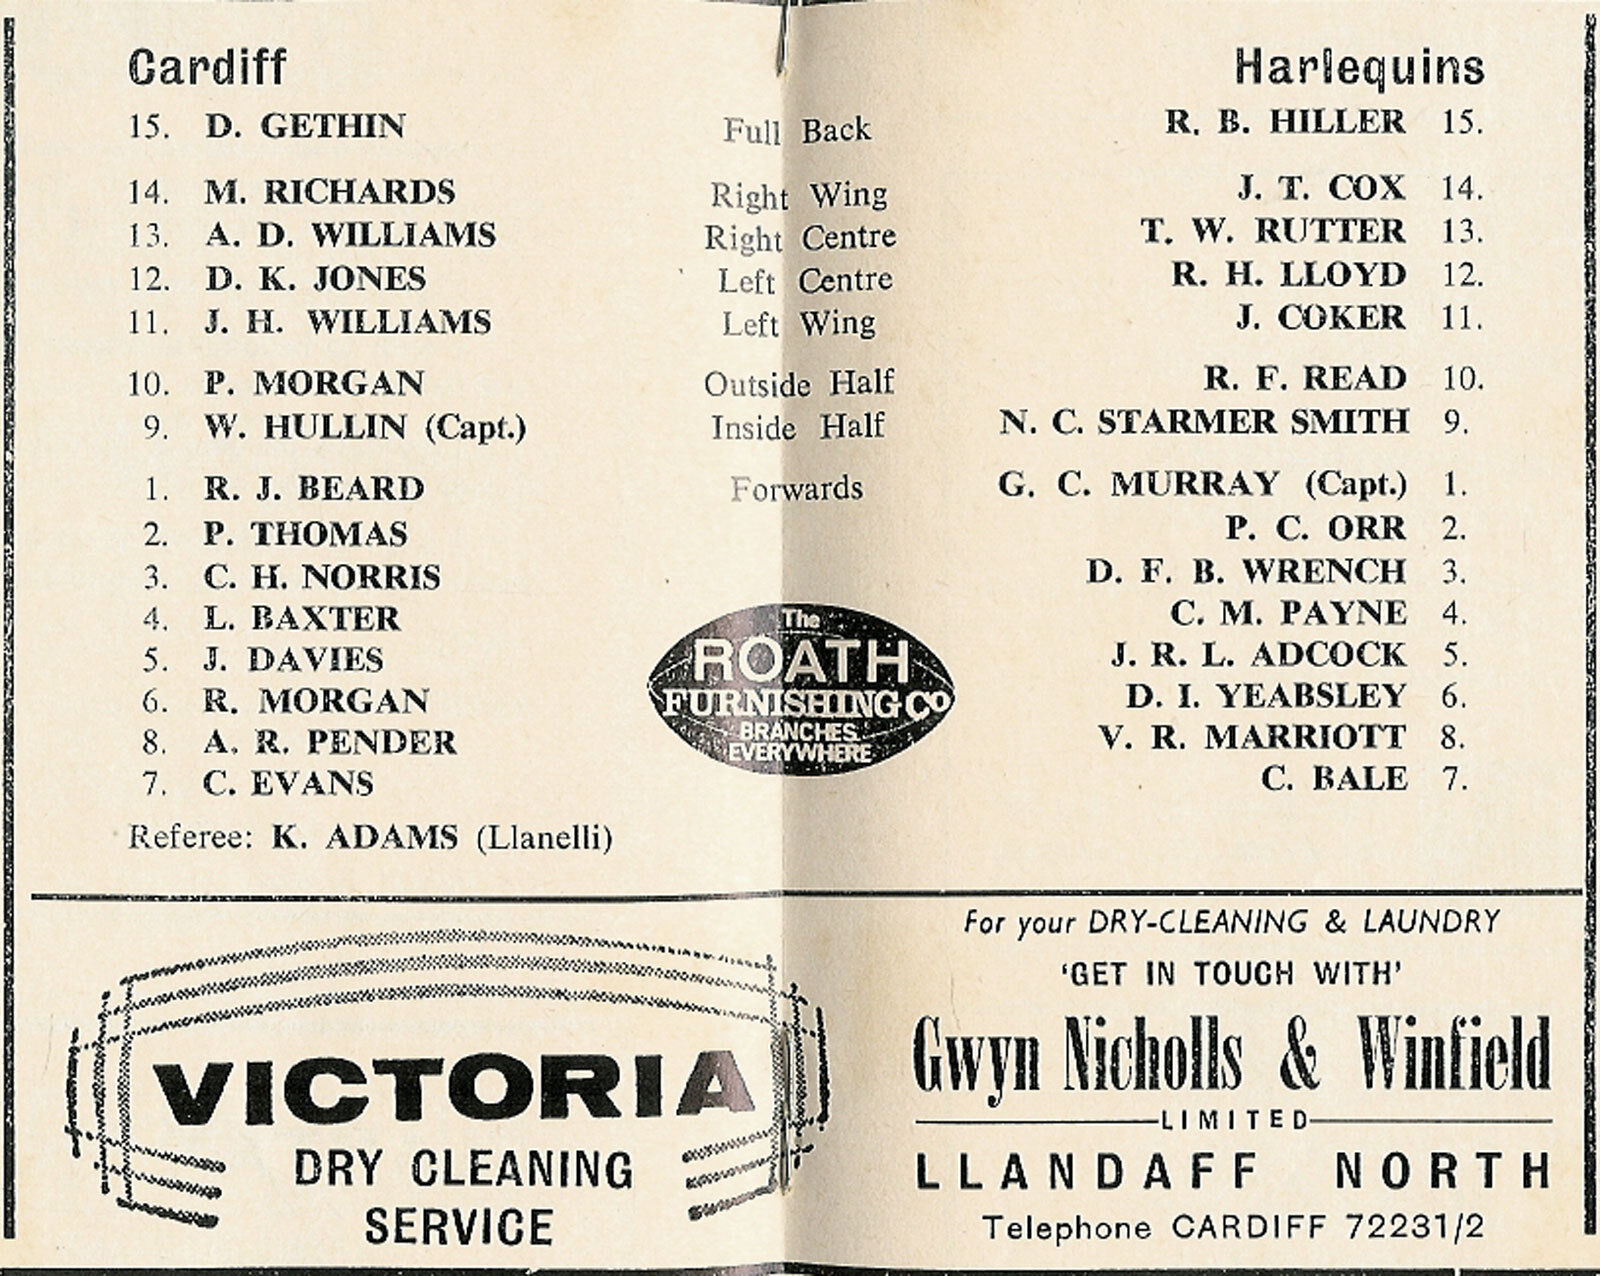 Cardiff Harlequins
15. D. GETHIN Full Back R. B. HILLER 15.
14. M. RICHARDS Right Wing J. T. COX 14.
13. A. D. WILLIAMS Right Centre T. W. RUTTER 13.
12. D. K. JONES Left Centre R. H. LLOYD 12.
11. J. H. WILLIAMS Left Wing J. COKER 11.
10. P. MORGAN Outside Half R. F. READ 10.
9. W. HULLIN (Capt.) Inside Half N. C. STARMER SMITH 9.
1. R. J. BEARD Forwards G. C. MURRAY (Capt.) 1.
2. P. THOMAS P. C. ORR 2.
3. C. H. NORRIS D. F. B. WRENCH 3.
4. L. BAXTER C. M. PAYNE 4.
5. J. DAVIES J. R. L. ADCOCK 5.
6. R. MORGAN D. I. YEABSLEY 6.
8. A. R. PENDER V. R. MARRIOTT 8.
7. C. EVANS C. BALE 7.
Referee: K. ADAMS (Llanelli)
The
ROATH
FURNISHING CO
BRANCHES
EVERYWHERE
VICTORIA
DRY CLEANING
SERVICE
For your DRY-CLEANING & LAUNDRY
'GET IN TOUCH WITH'
Gwyn Nicholls & Winfield
LIMITED
LLANDAFF NORTH
Telephone CARDIFF 72231/2